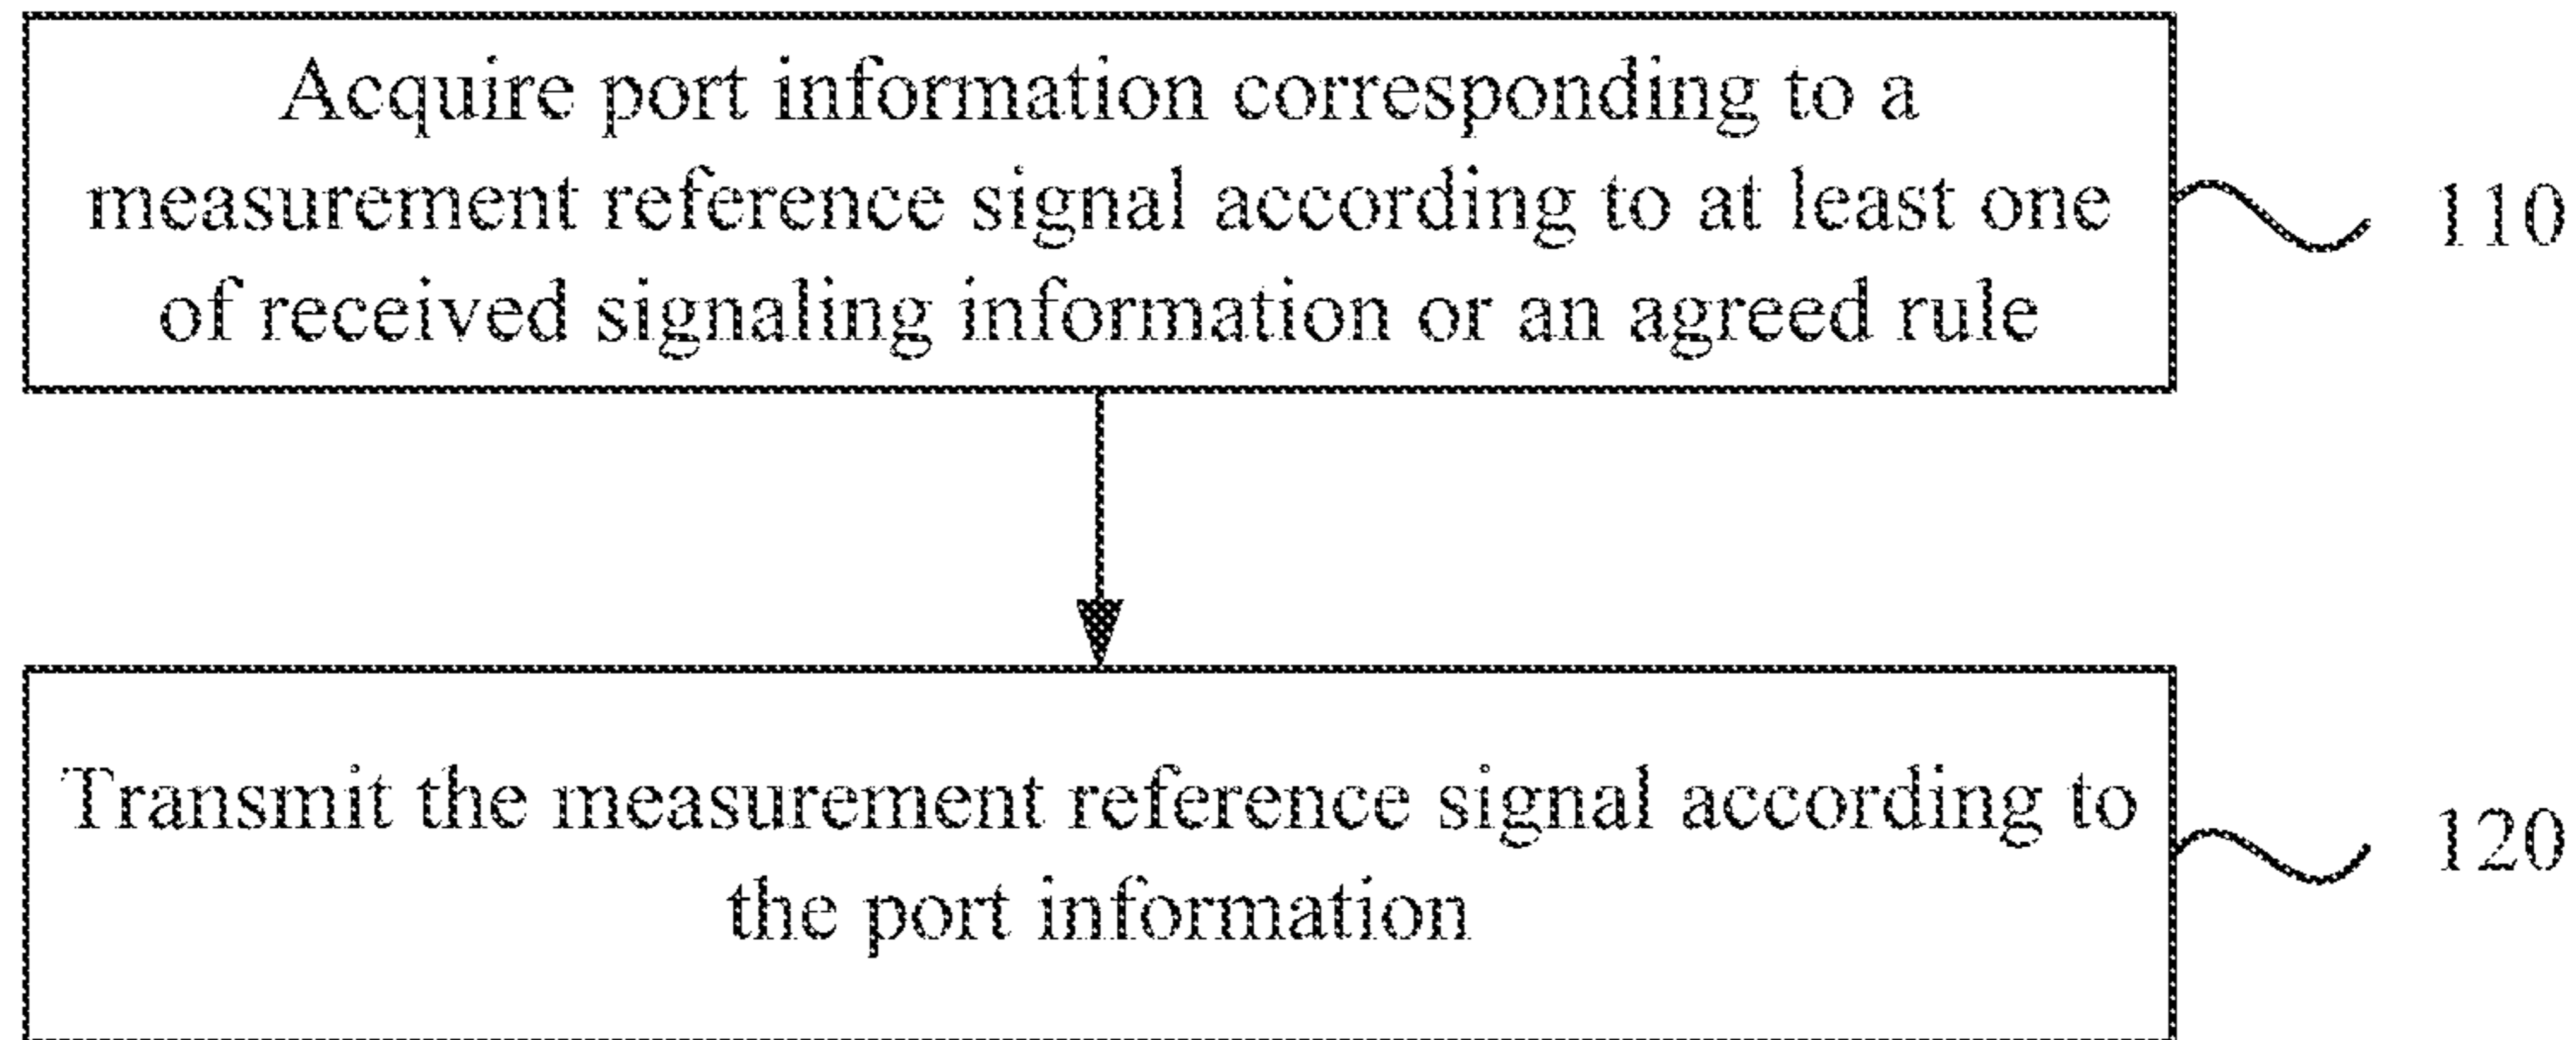 Acquire port information corresponding to a
measurement reference signal according to at least one
of received signaling information or an agreed rule
110
Transmit the measurement reference signal according to
the port information
120